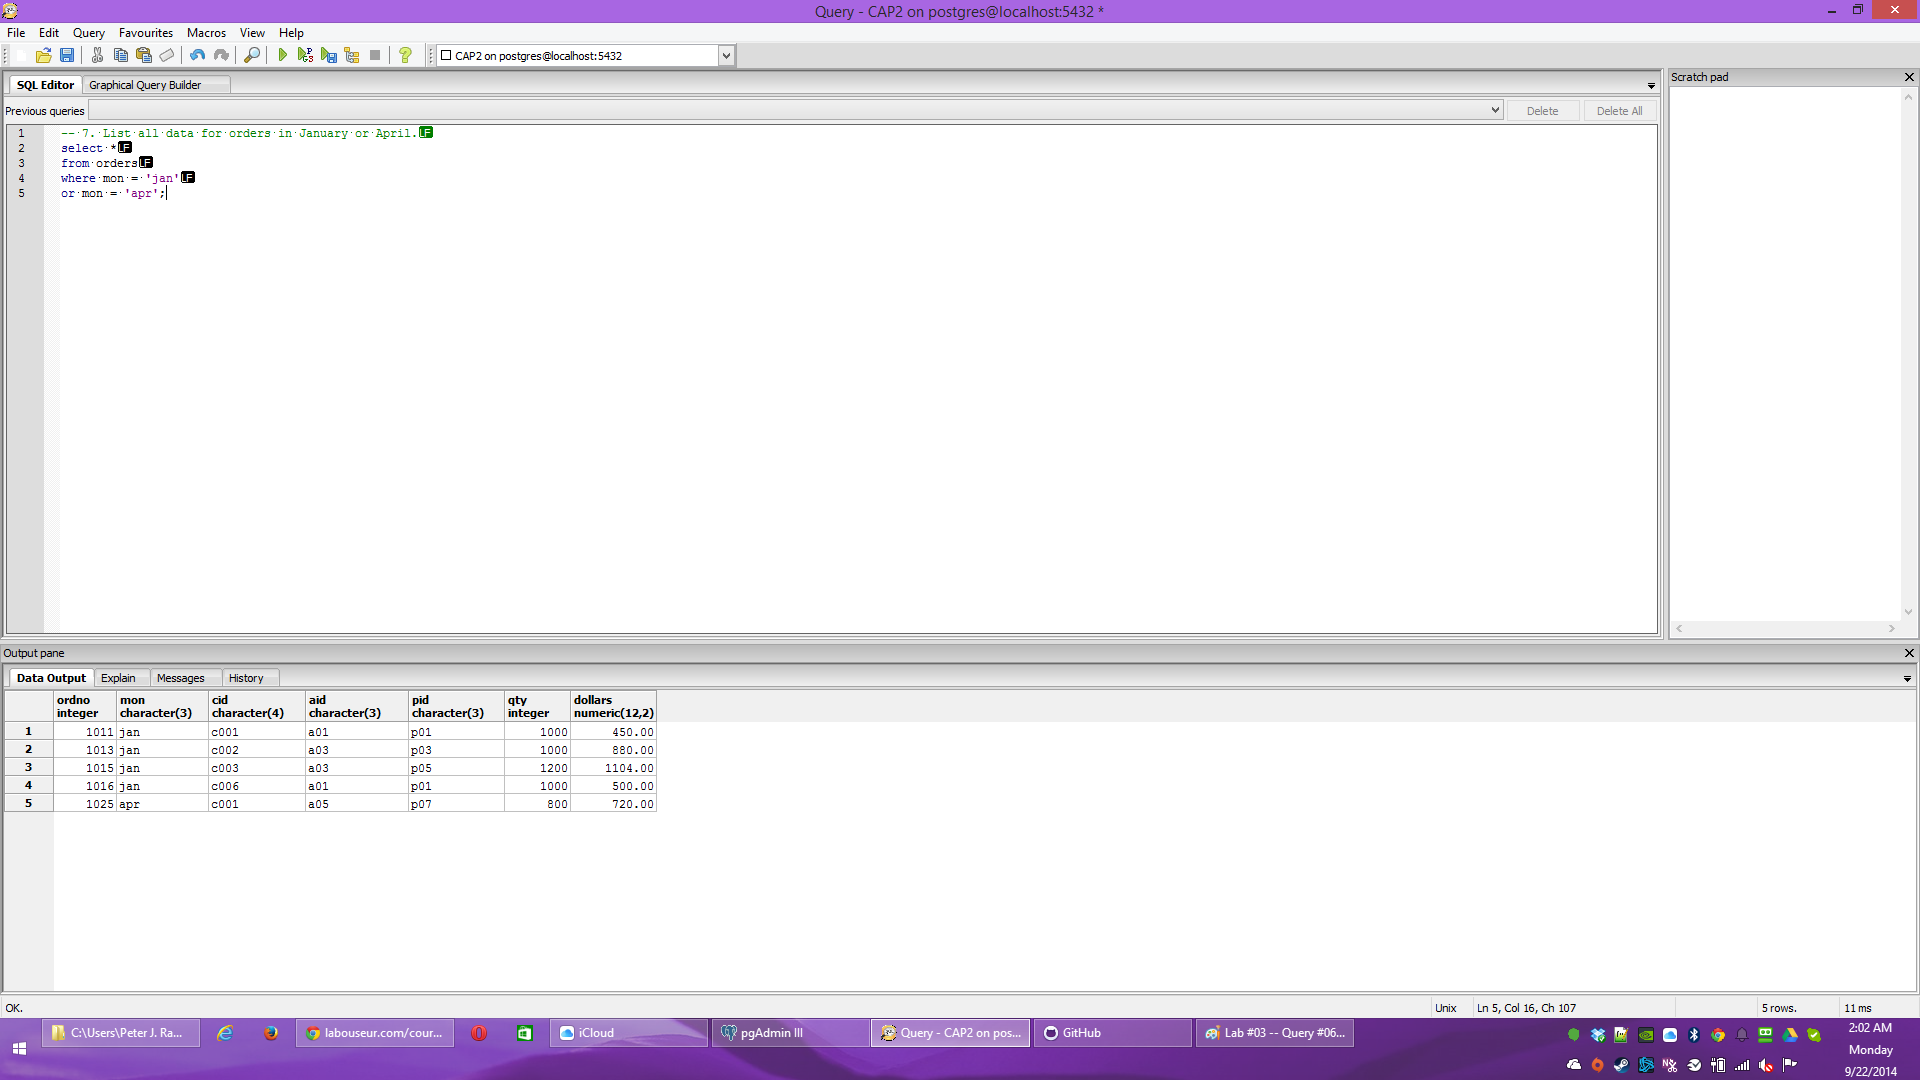 Query - CAP2 on postgres@localhost:5432 *
File Edit Query Favourites Macros View Help
CAP2 on postgres@localhost:5432
SQL Editor Graphical Query Builder
Scratch pad
Previous queries Delete Delete All
1 -- 7. List all data for orders in January or April.LF
2 select *LF
3 from ordersLF
4 where mon = 'jan'LF
5 or mon = 'apr';
Output pane
Data Output Explain Messages History
ordno mon cid aid pid qty dollars
integer character(3) character(4) character(3) character(3) integer numeric(12,2)
1 1011 jan c001 a01 p01 1000 450.00
2 1013 jan c002 a03 p03 1000 880.00
3 1015 jan c003 a03 p05 1200 1104.00
4 1016 jan c006 a01 p01 1000 500.00
5 1025 apr c001 a05 p07 800 720.00
OK. Unix Ln 5, Col 16, Ch 107 5 rows. 11 ms
C:\Users\Peter J. Ra... labouseur.com/cour... iCloud pgAdmin III Query - CAP2 on pos... GitHub Lab #03 -- Query #06...
2:02 AM
Monday
9/22/2014